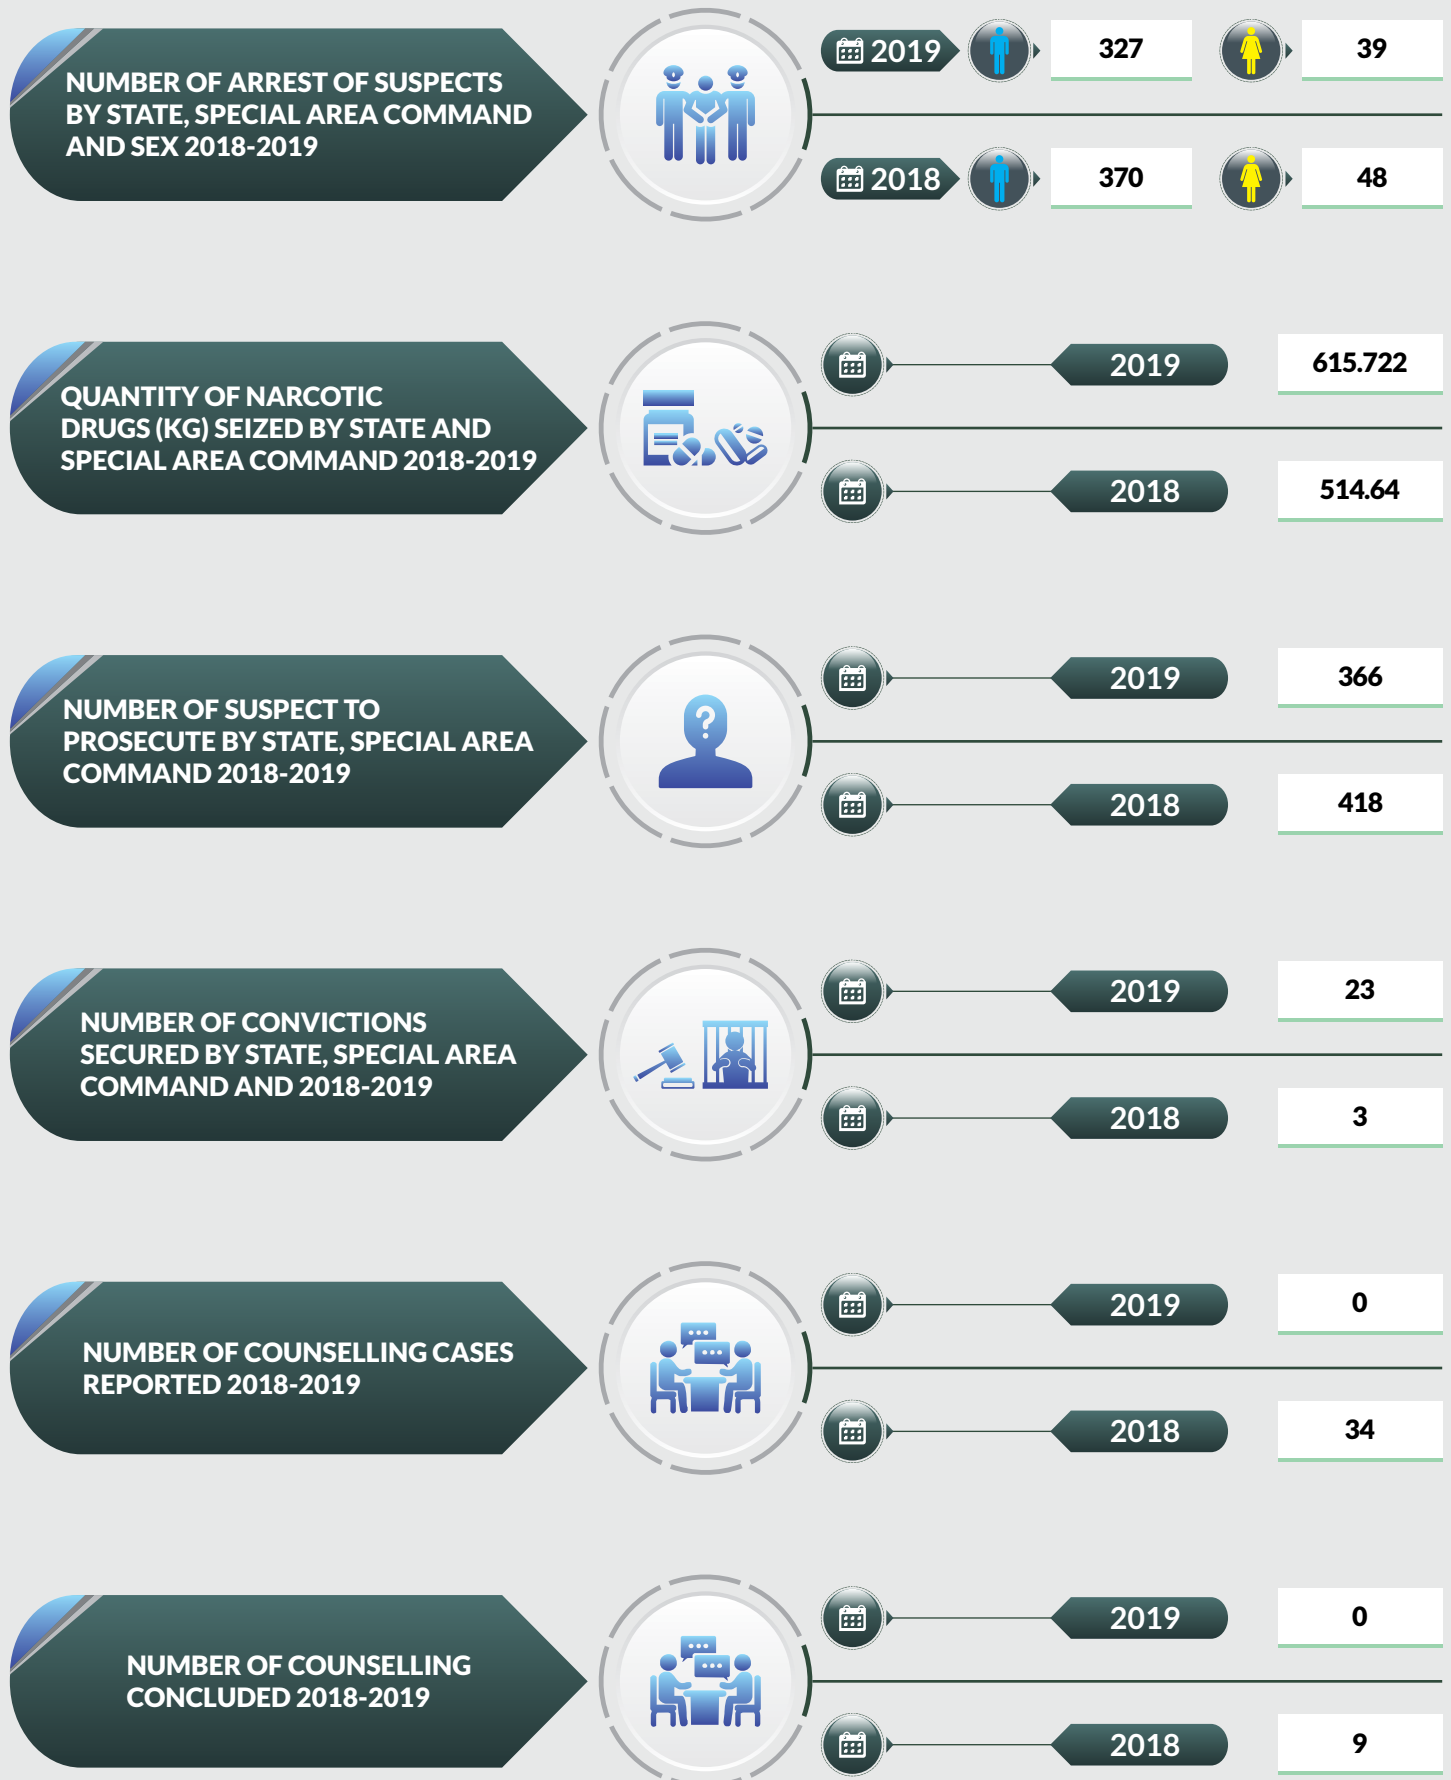 NUMBER OF ARREST OF SUSPECTS
BY STATE, SPECIAL AREA COMMAND
AND SEX 2018-2019
2019 327 39
2018 370 48
QUANTITY OF NARCOTIC
DRUGS (KG) SEIZED BY STATE AND
SPECIAL AREA COMMAND 2018-2019
2019 615.722
2018 514.64
NUMBER OF SUSPECT TO
PROSECUTE BY STATE, SPECIAL AREA
COMMAND 2018-2019
?
2019 366
2018 418
NUMBER OF CONVICTIONS
SECURED BY STATE, SPECIAL AREA
COMMAND AND 2018-2019
2019 23
2018 3
NUMBER OF COUNSELLING CASES
REPORTED 2018-2019
2019 0
2018 34
NUMBER OF COUNSELLING
CONCLUDED 2018-2019
2019 0
2018 9